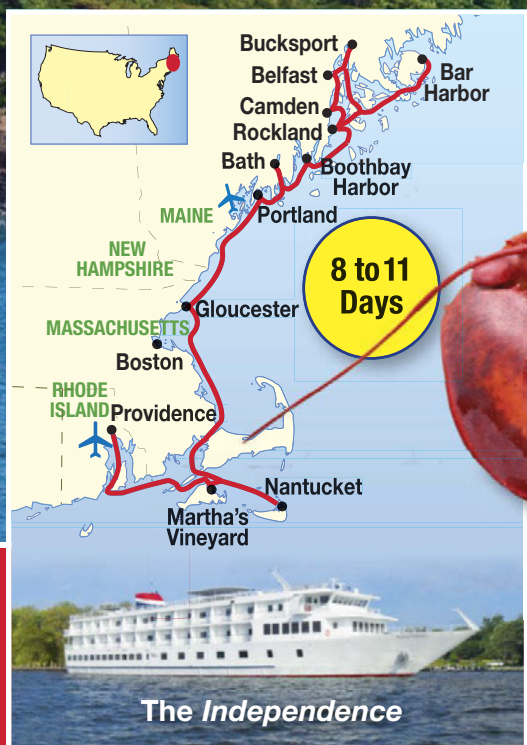 Bucksport
Belfast
Bar
Harbor
Camden
Rockland
Bath
Boothbay
Harbor
MAINE
Portland
NEW
HAMPSHIRE
8 to 11
Days
Gloucester
MASSACHUSETTS
Boston
RHODE
ISLAND
Providence
Nantucket
Martha's
Vineyard
The Independence